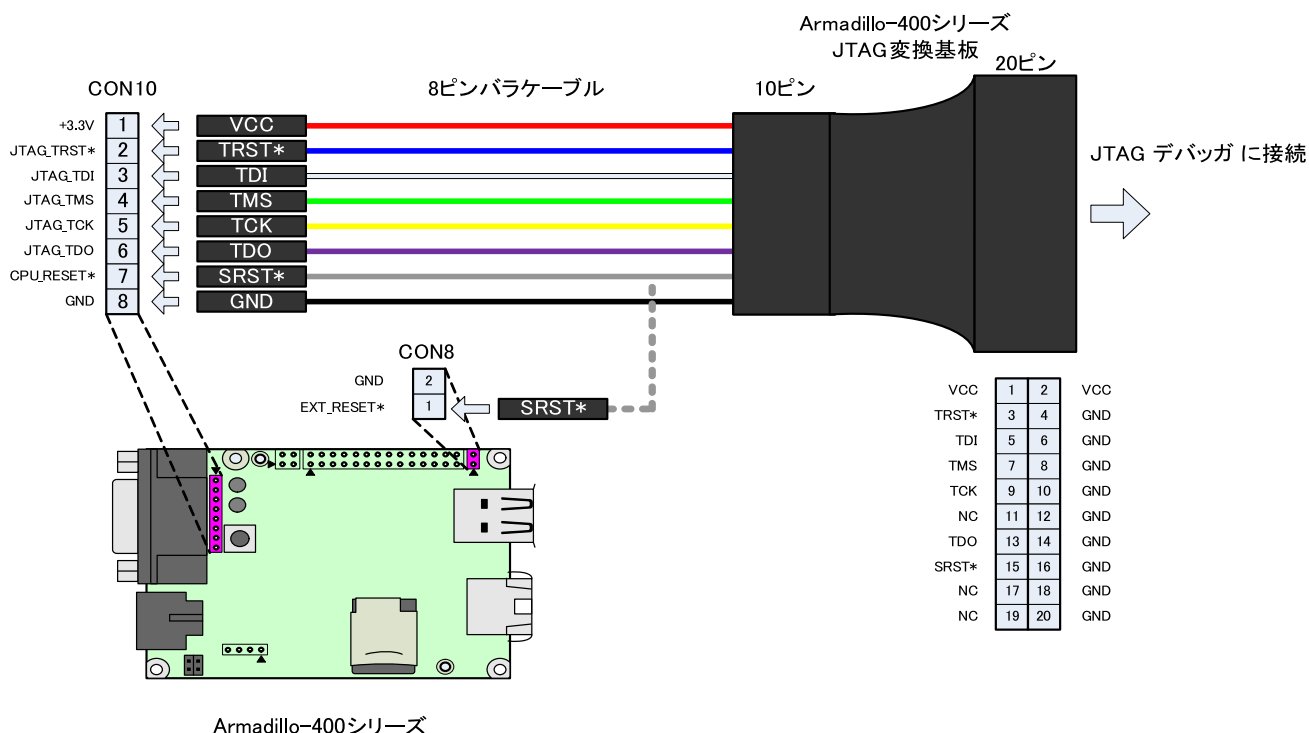 Armadillo-400シリーズ
JTAG変換基板
20ピン
CON10
8ピンバラケーブル
10ピン
+3.3V 1 VCC
JTAG_TRST* 2 TRST*
JTAG_TDI 3 TDI
JTAG_TMS 4 TMS
JTAG_TCK 5 TCK
JTAG_TDO 6 TDO
CPU_RESET* 7 SRST*
GND 8 GND
JTAG デバッガ に接続
CON8
GND 2
EXT_RESET* 1 SRST*
VCC 1 2 VCC
TRST* 3 4 GND
TDI 5 6 GND
TMS 7 8 GND
TCK 9 10 GND
NC 11 12 GND
TDO 13 14 GND
SRST* 15 16 GND
NC 17 18 GND
NC 19 20 GND
Armadillo-400シリーズ